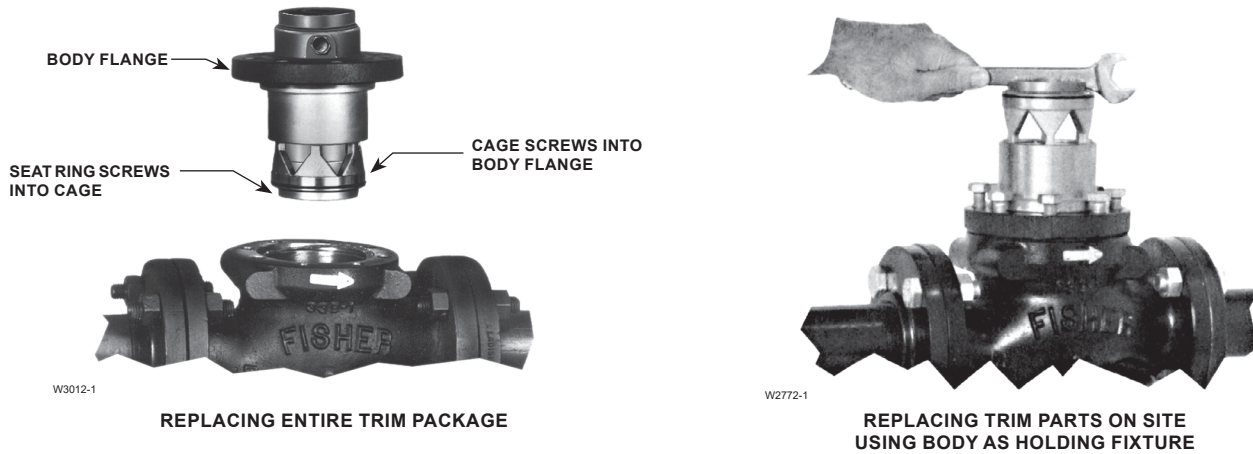 BODY FLANGE
SEAT RING SCREWS
INTO CAGE
CAGE SCREWS INTO
BODY FLANGE
FISHER
W3012-1
REPLACING ENTIRE TRIM PACKAGE
FISHER
W2772-1
REPLACING TRIM PARTS ON SITE
USING BODY AS HOLDING FIXTURE